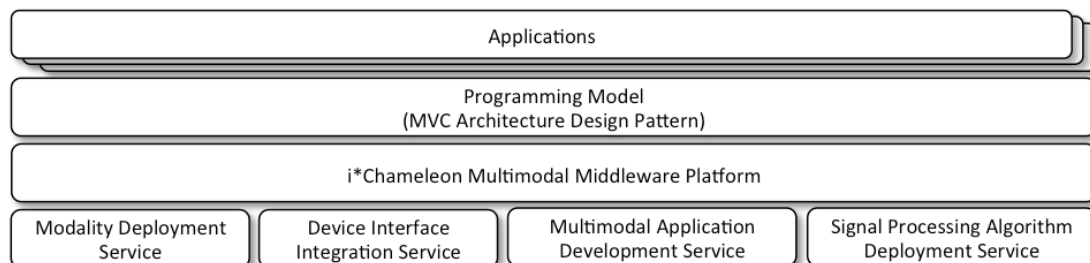 Applications
Programming Model
(MVC Architecture Design Pattern)
i*Chameleon Multimodal Middleware Platform
Modality Deployment
Service
Device Interface
Integration Service
Multimodal Application
Development Service
Signal Processing Algorithm
Deployment Service